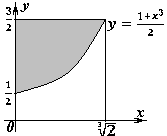 3/2
y
y = (1+x³)/2
1/2
0
∛2
x